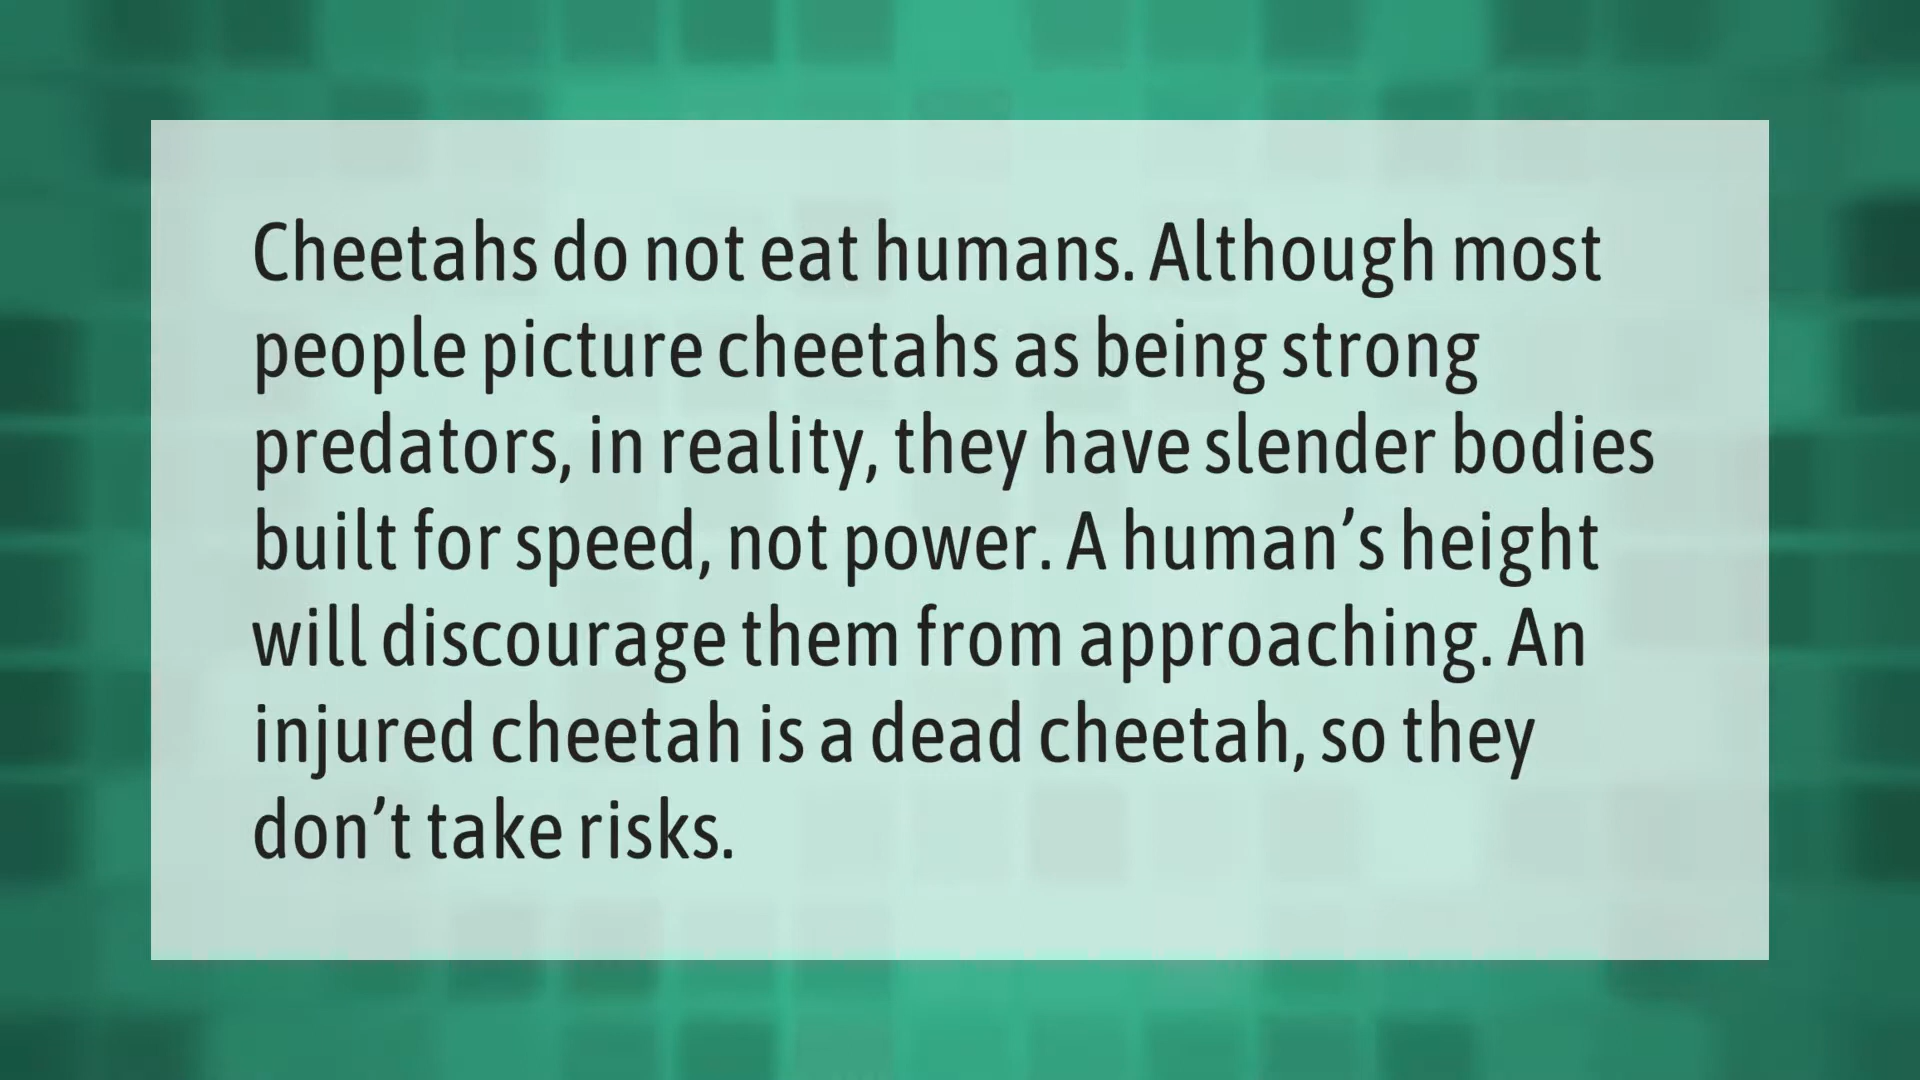 Cheetahs do not eat humans. Although most
people picture cheetahs as being strong
predators, in reality, they have slender bodies
built for speed, not power. A human’s height
will discourage them from approaching. An
injured cheetah is a dead cheetah, so they
don’t take risks.